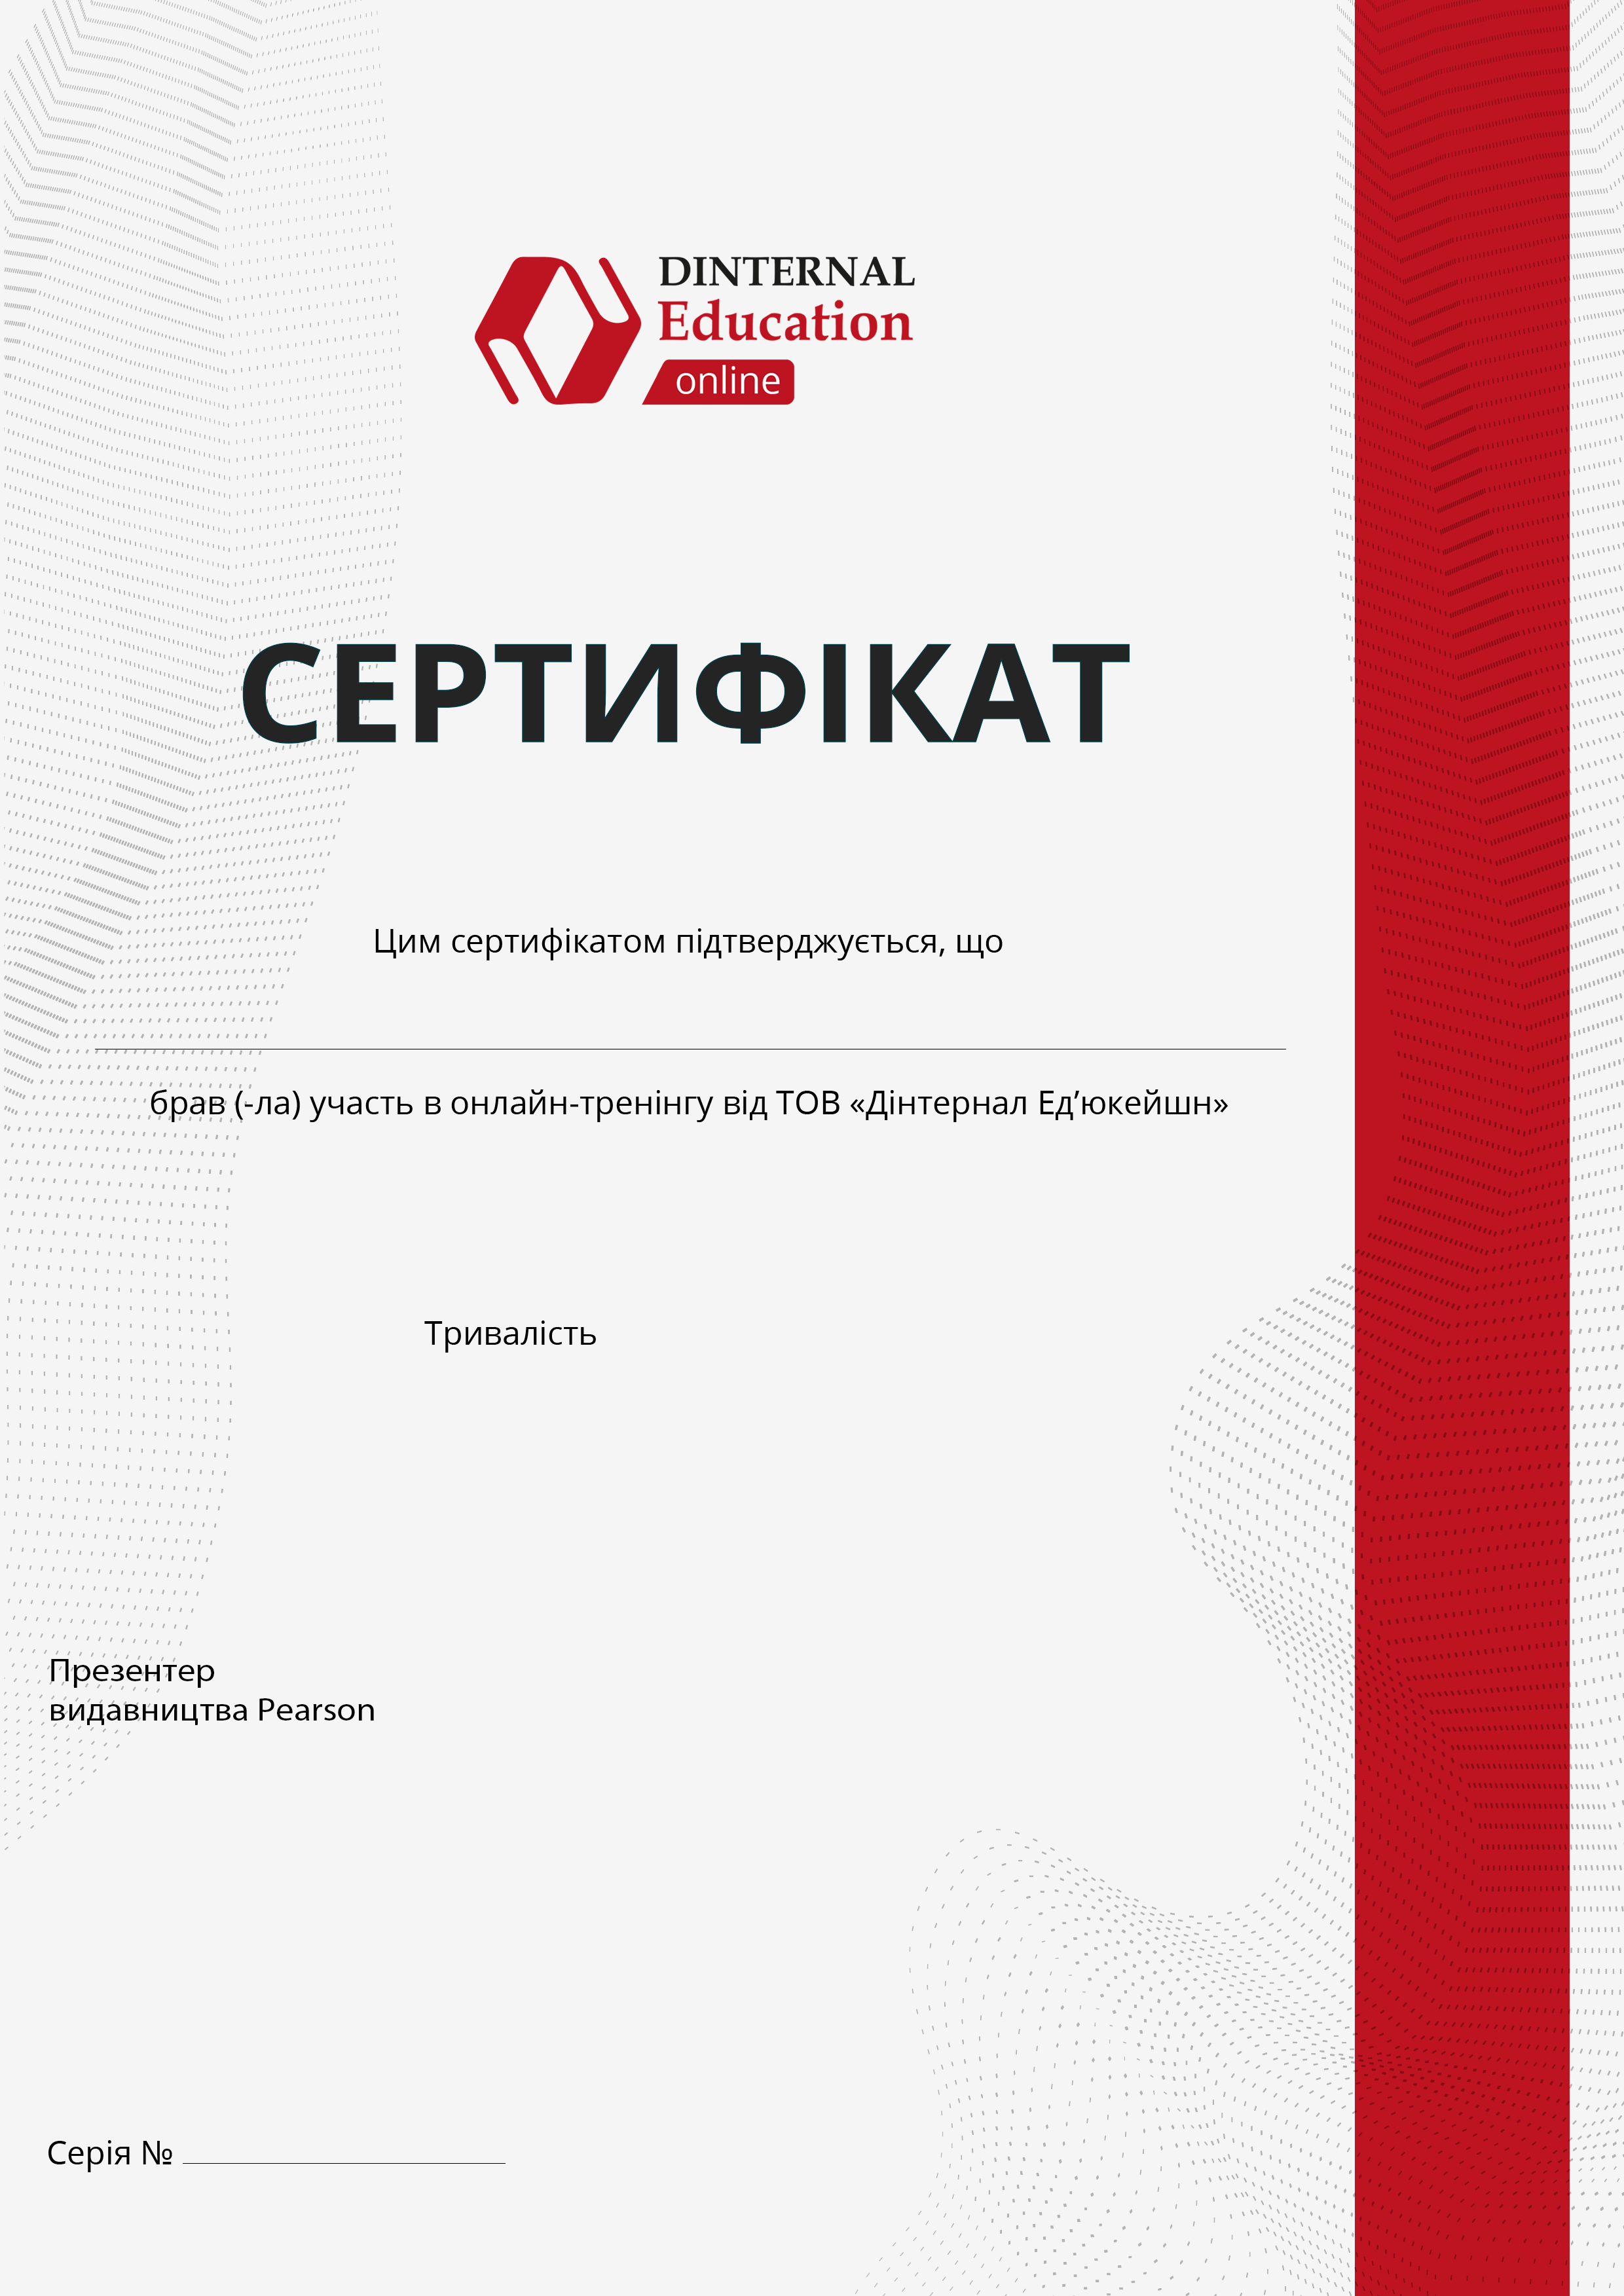 DINTERNAL
Education
online
СЕРТИФІКАТ
Цим сертифікатом підтверджується, що
брав (-ла) участь в онлайн-тренінгу від ТОВ «Дінтернал Ед’юкейшн»
Тривалість
Презентер
видавництва Pearson
Серія №